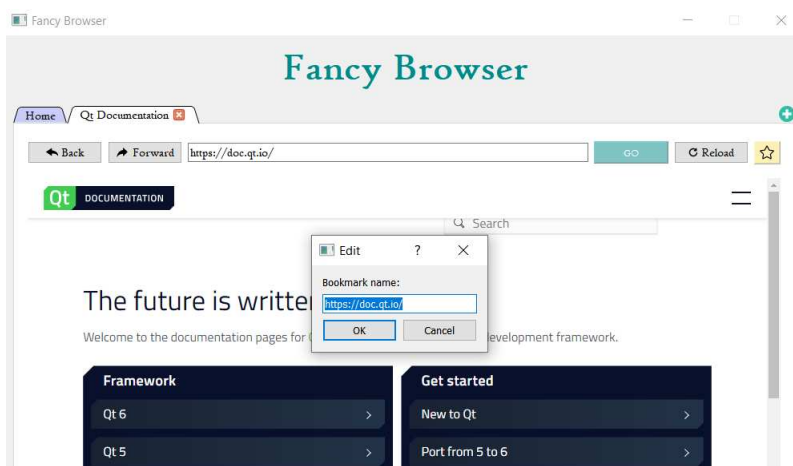 Fancy Browser
Fancy Browser
Home Qt Documentation
Back Forward https://doc.qt.io/ GO Reload
Qt DOCUMENTATION
Search
Edit ?
Bookmark name:
https://doc.qt.io/
OK Cancel
The future is writte
Welcome to the documentation pages for evelopment framework.
Framework Get started
Qt 6 New to Qt
Qt 5 Port from 5 to 6